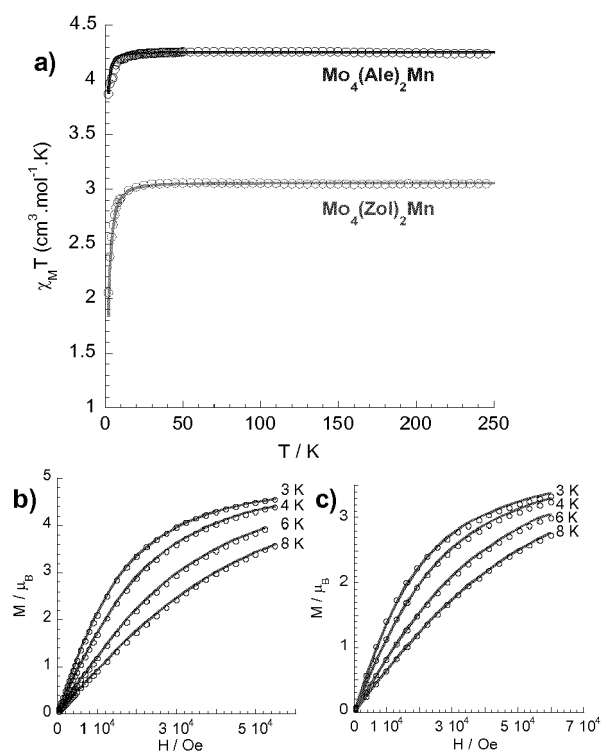 a)
χ_M T (cm³.mol⁻¹.K)
4.5
4
3.5
3
2.5
2
1.5
1
Mo₄(Ale)₂Mn
Mo₄(Zol)₂Mn
0 50 100 150 200 250
T / K
b)
M / μ_B
5
4
3
2
1
0
3 K
4 K
6 K
8 K
0 1 10⁴ 3 10⁴ 5 10⁴
H / Oe
c)
M / μ_B
3
2
1
0
3 K
4 K
6 K
8 K
0 1 10⁴ 3 10⁴ 5 10⁴ 7 10⁴
H / Oe